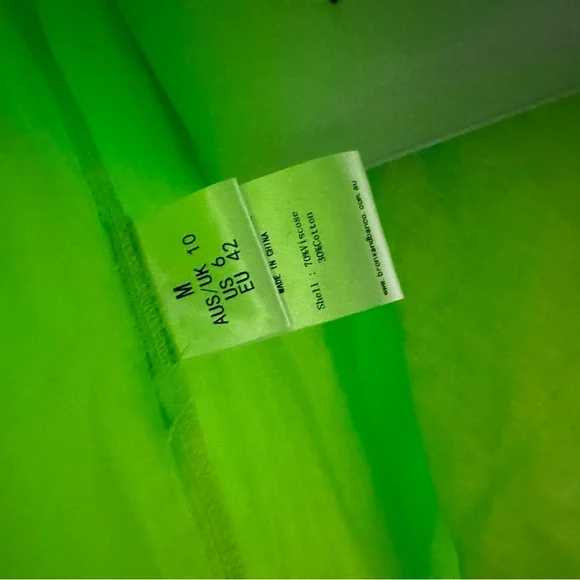 M
AUS/UK 10
US 6
EU 42
MADE IN CHINA
Shell : 70%Viscose
30%Cotton
www.bronxandbanco.com.au